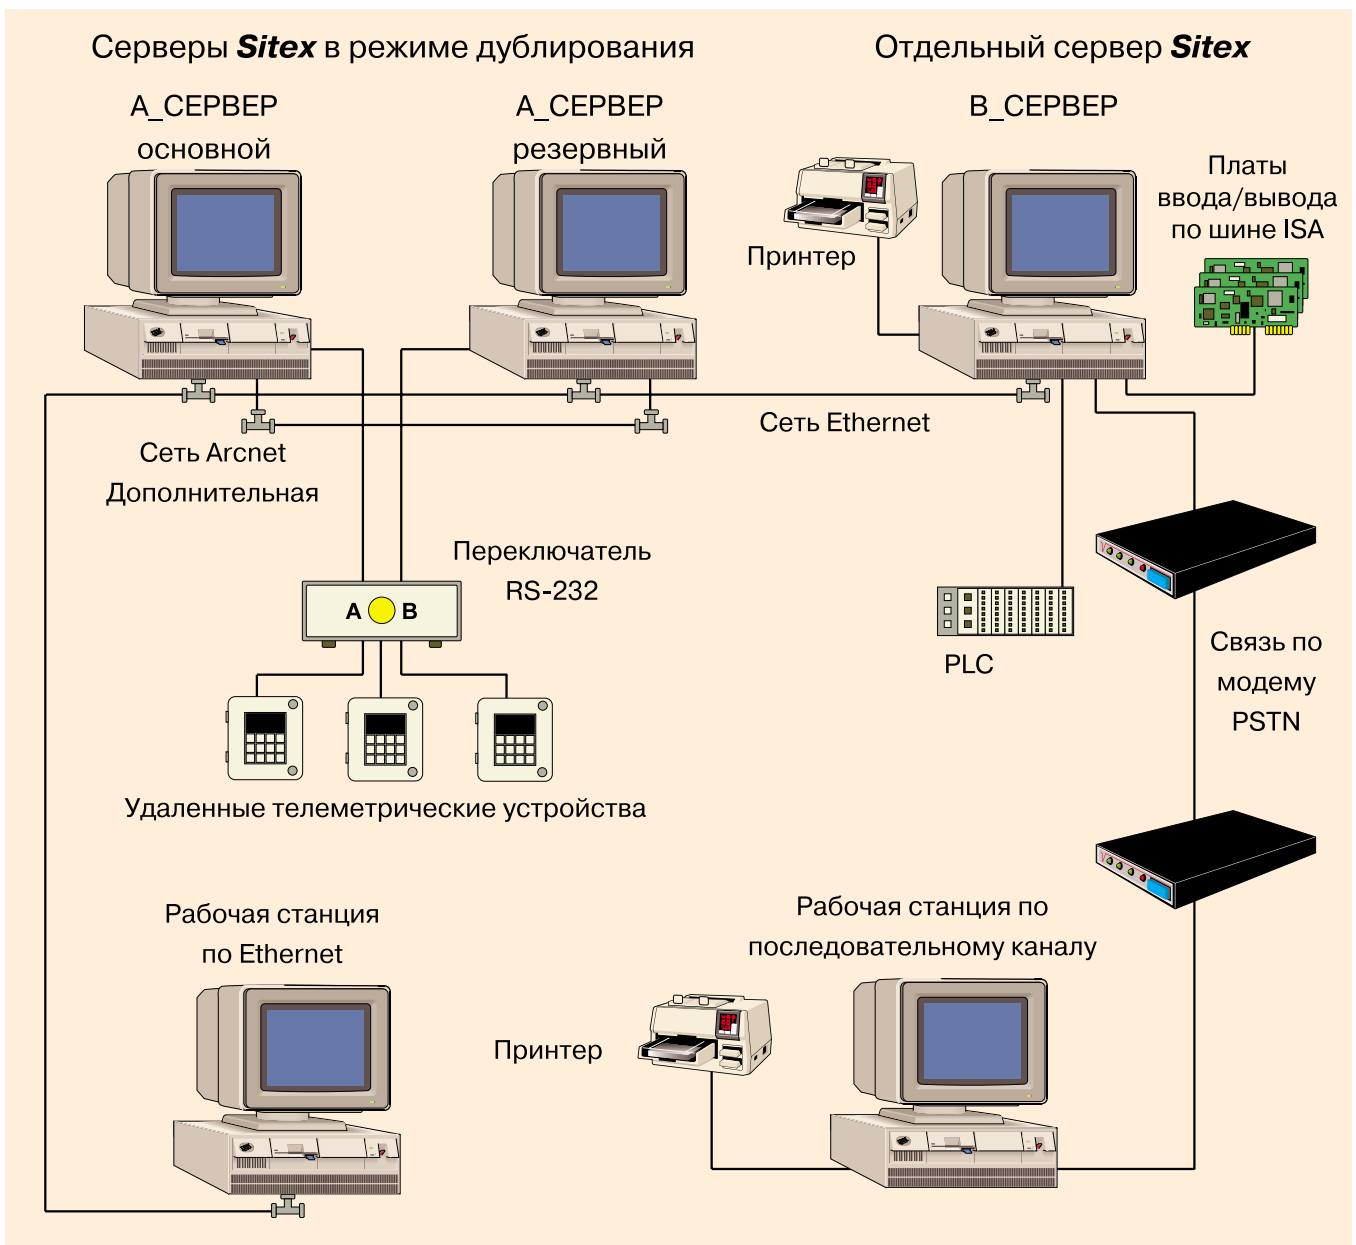 Серверы Sitex в режиме дублирования
Отдельный сервер Sitex
А_СЕРВЕР
основной
А_СЕРВЕР
резервный
В_СЕРВЕР
Принтер
Платы
ввода/вывода
по шине ISA
Сеть Ethernet
Сеть Arcnet
Дополнительная
Переключатель
RS-232
A B
PLC
Связь по
модему
PSTN
Удаленные телеметрические устройства
Рабочая станция
по Ethernet
Рабочая станция по
последовательному каналу
Принтер